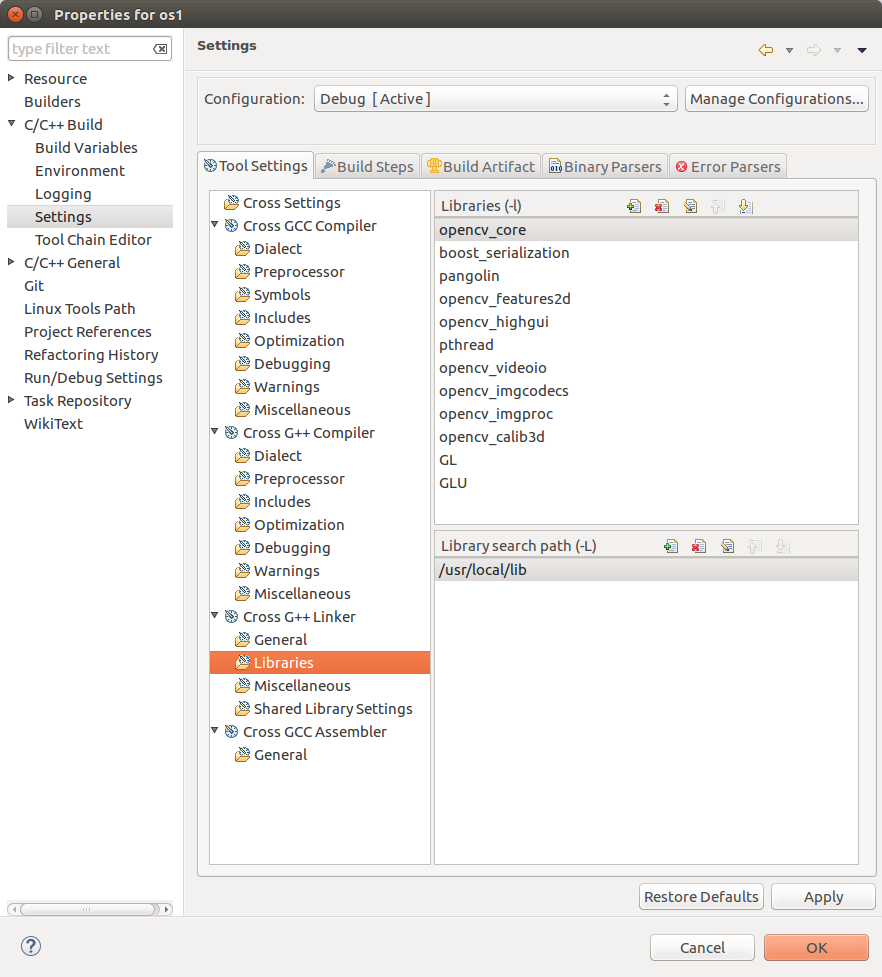 Properties for os1
type filter text
Resource
Builders
C/C++ Build
Build Variables
Environment
Logging
Settings
Tool Chain Editor
C/C++ General
Git
Linux Tools Path
Project References
Refactoring History
Run/Debug Settings
Task Repository
WikiText
Settings
Configuration: Debug [ Active ] Manage Configurations...
Tool Settings Build Steps Build Artifact Binary Parsers Error Parsers
Cross Settings
Cross GCC Compiler
Dialect
Preprocessor
Symbols
Includes
Optimization
Debugging
Warnings
Miscellaneous
Cross G++ Compiler
Dialect
Preprocessor
Includes
Optimization
Debugging
Warnings
Miscellaneous
Cross G++ Linker
General
Libraries
Miscellaneous
Shared Library Settings
Cross GCC Assembler
General
Libraries (-l)
opencv_core
boost_serialization
pangolin
opencv_features2d
opencv_highgui
pthread
opencv_videoio
opencv_imgcodecs
opencv_imgproc
opencv_calib3d
GL
GLU
Library search path (-L)
/usr/local/lib
Restore Defaults Apply
? Cancel OK